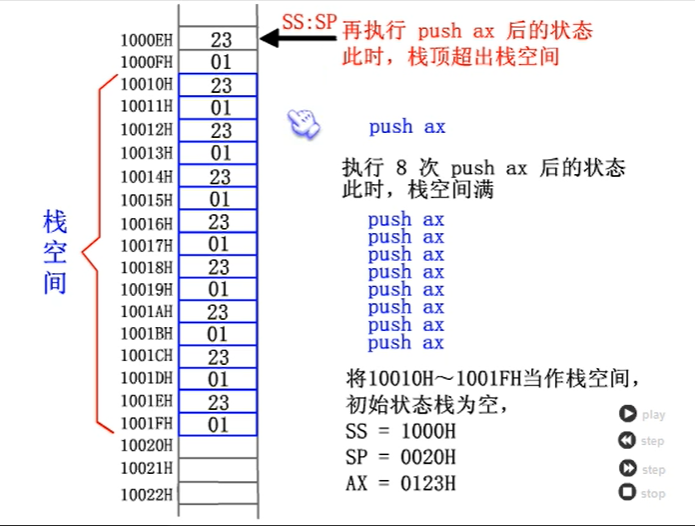 SS:SP
再执行 push ax 后的状态
此时，栈顶超出栈空间
1000EH 23
1000FH 01
10010H 23
10011H 01
10012H 23
10013H 01
10014H 23
10015H 01
10016H 23
10017H 01
10018H 23
10019H 01
1001AH 23
1001BH 01
1001CH 23
1001DH 01
1001EH 23
1001FH 01
10020H
10021H
10022H
栈空间
push ax
执行 8 次 push ax 后的状态
此时，栈空间满
push ax
push ax
push ax
push ax
push ax
push ax
push ax
push ax
将10010H～1001FH当作栈空间，
初始状态栈为空，
SS = 1000H
SP = 0020H
AX = 0123H
play
step
step
stop